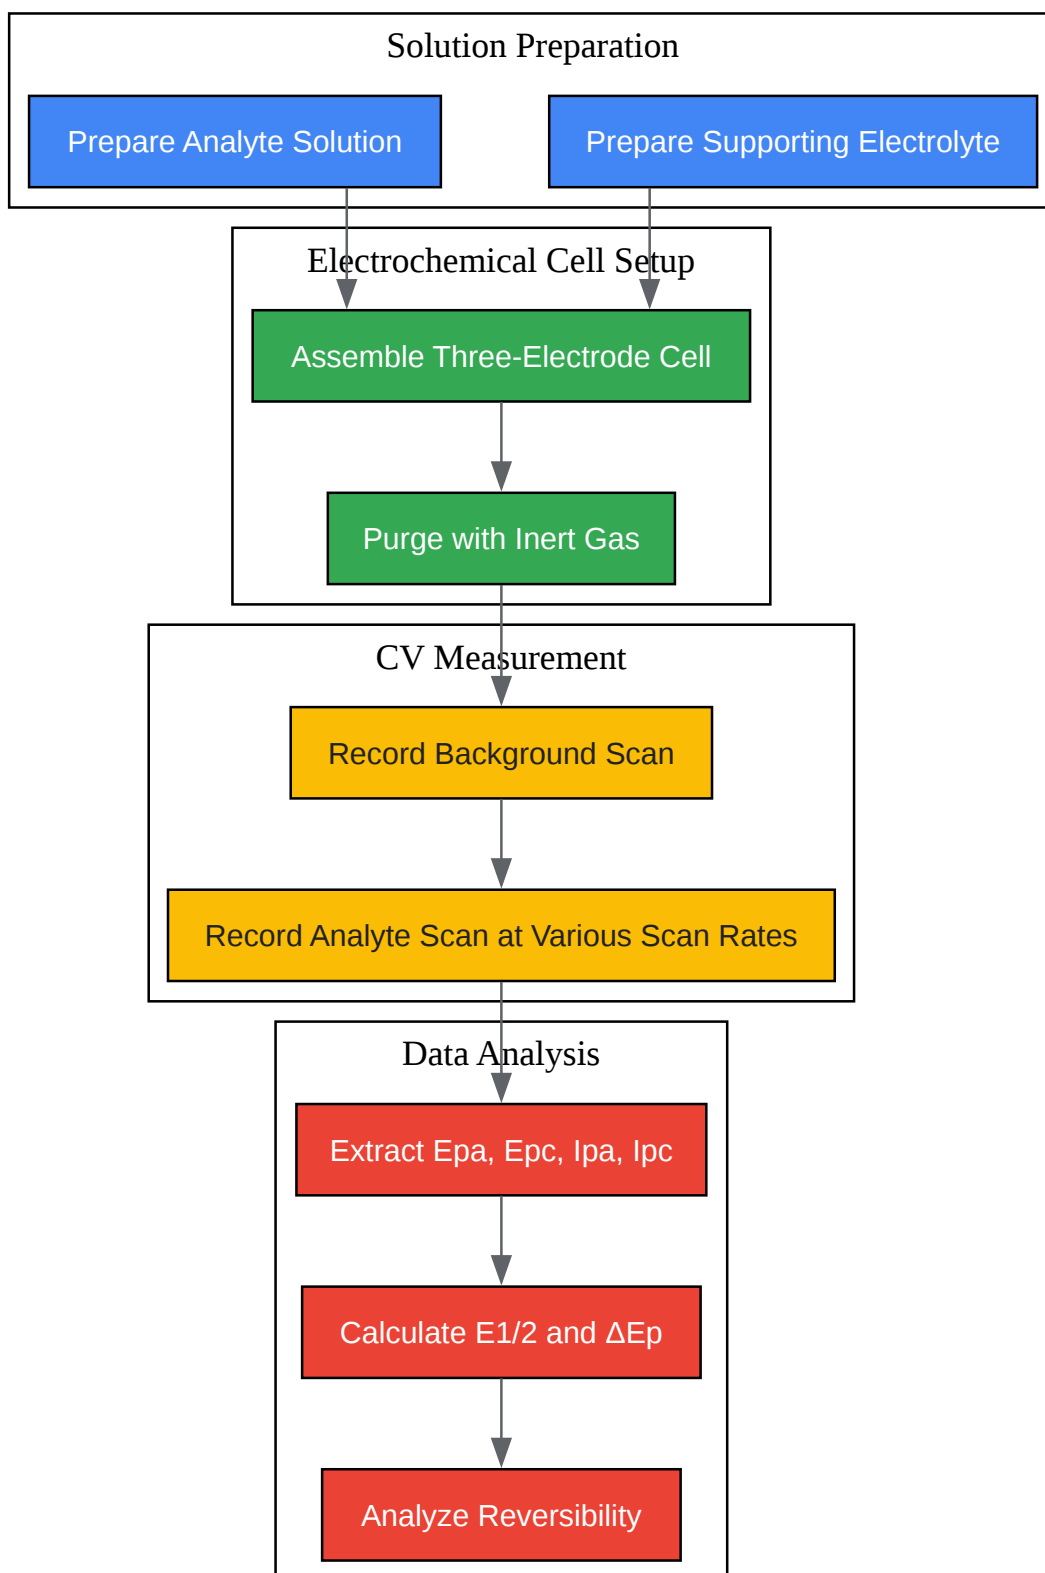 Solution Preparation
Prepare Analyte Solution
Prepare Supporting Electrolyte
Electrochemical Cell Setup
Assemble Three-Electrode Cell
Purge with Inert Gas
CV Measurement
Record Background Scan
Record Analyte Scan at Various Scan Rates
Data Analysis
Extract Epa, Epc, Ipa, Ipc
Calculate E1/2 and ΔEp
Analyze Reversibility